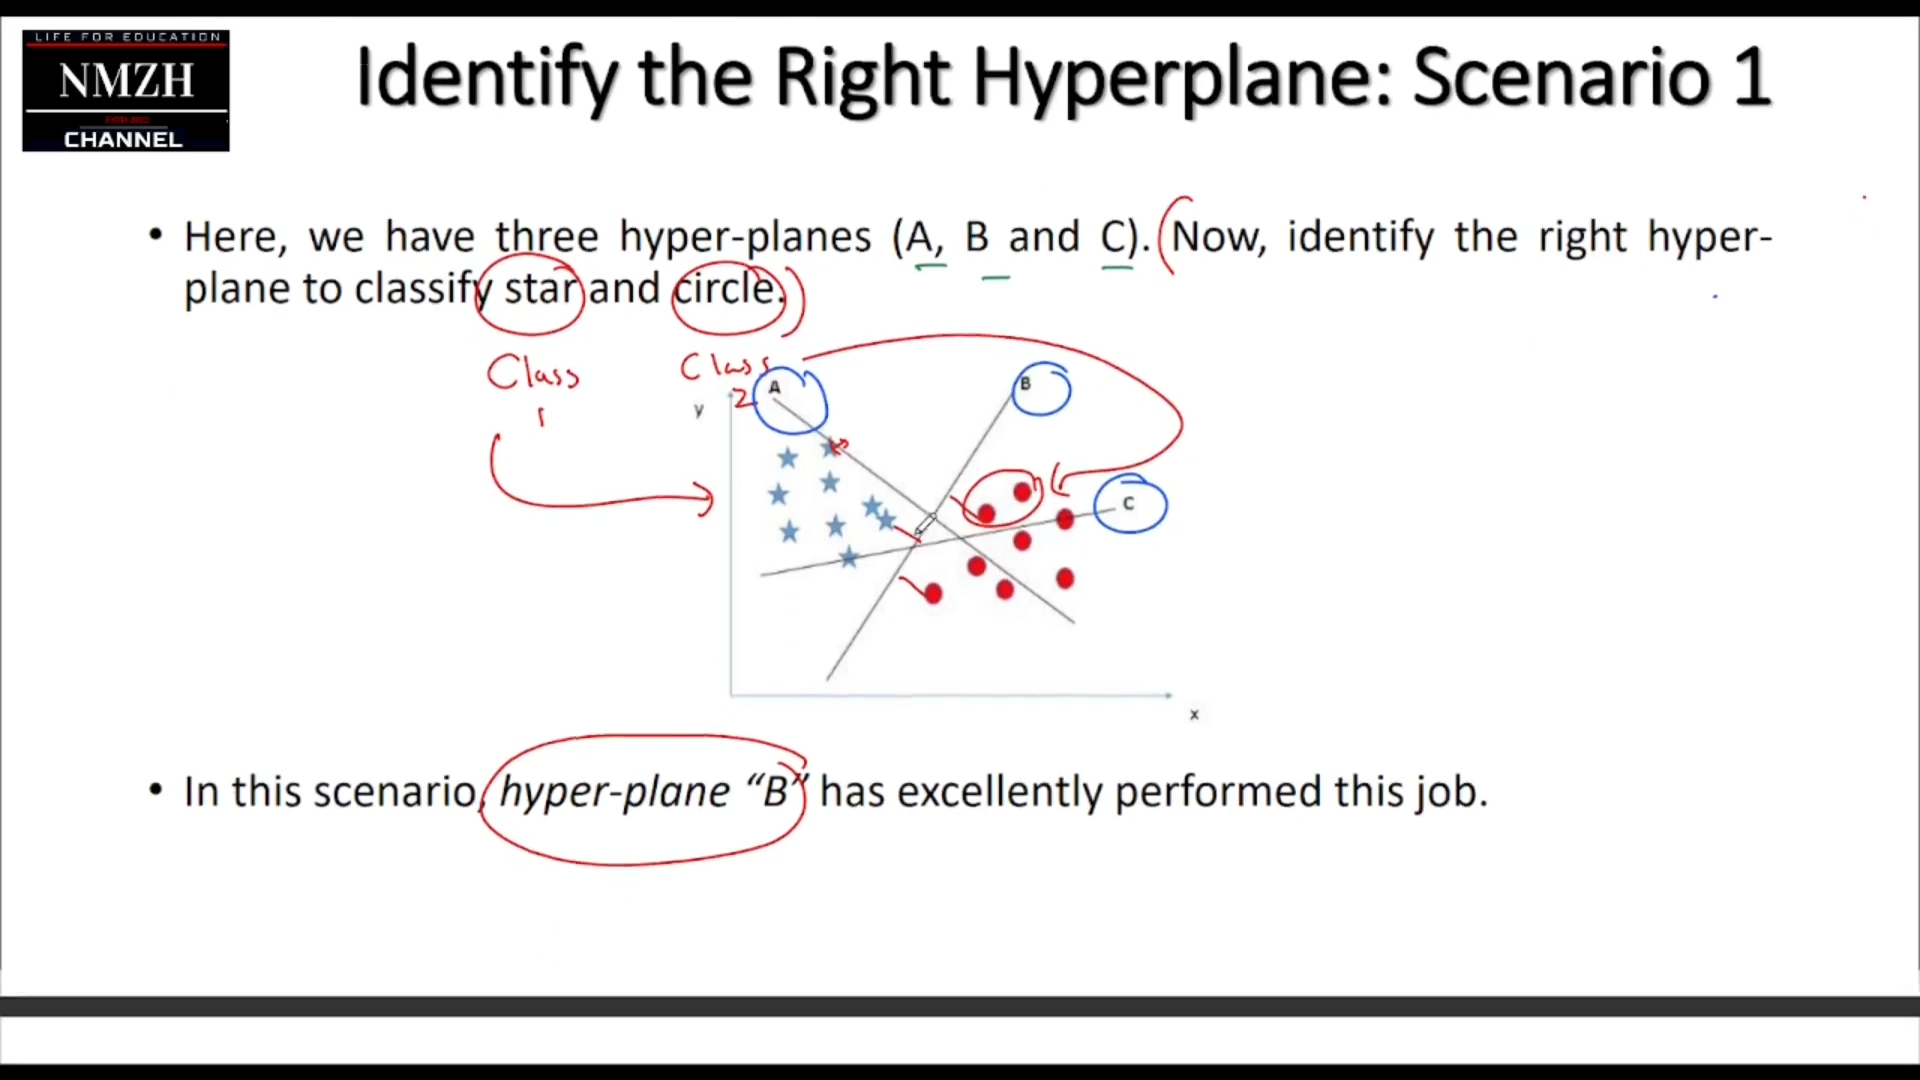 LIFE FOR EDUCATION
NMZH
CHANNEL
Identify the Right Hyperplane: Scenario 1
• Here, we have three hyper-planes (A, B and C). Now, identify the right hyper-
plane to classify star and circle.
Class
1
Class
2
A
B
C
y
x
• In this scenario, hyper-plane “B” has excellently performed this job.